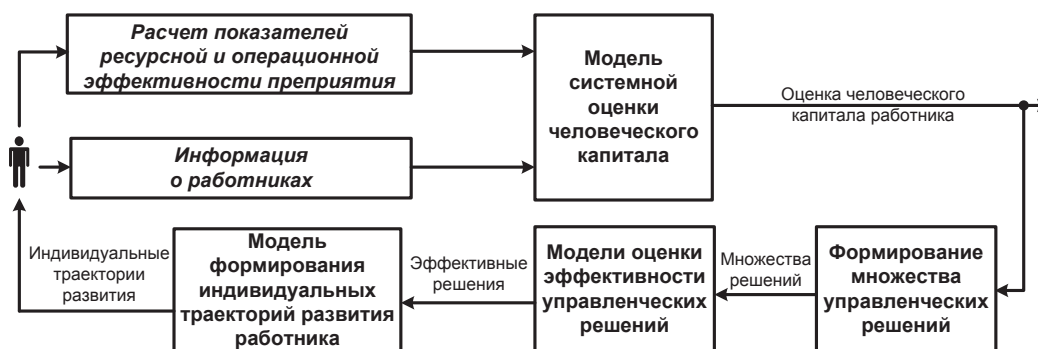 Расчет показателей
ресурсной и операционной
эффективности преприятия
Модель
системной
оценки
человеческого
капитала
Оценка человеческого
капитала работника
Информация
о работниках
Индивидуальные
траектории
развития
Модель
формирования
индивидуальных
траекторий развития
работника
Эффективные
решения
Модели оценки
эффективности
управленческих
решений
Множества
решений
Формирование
множества
управленческих
решений